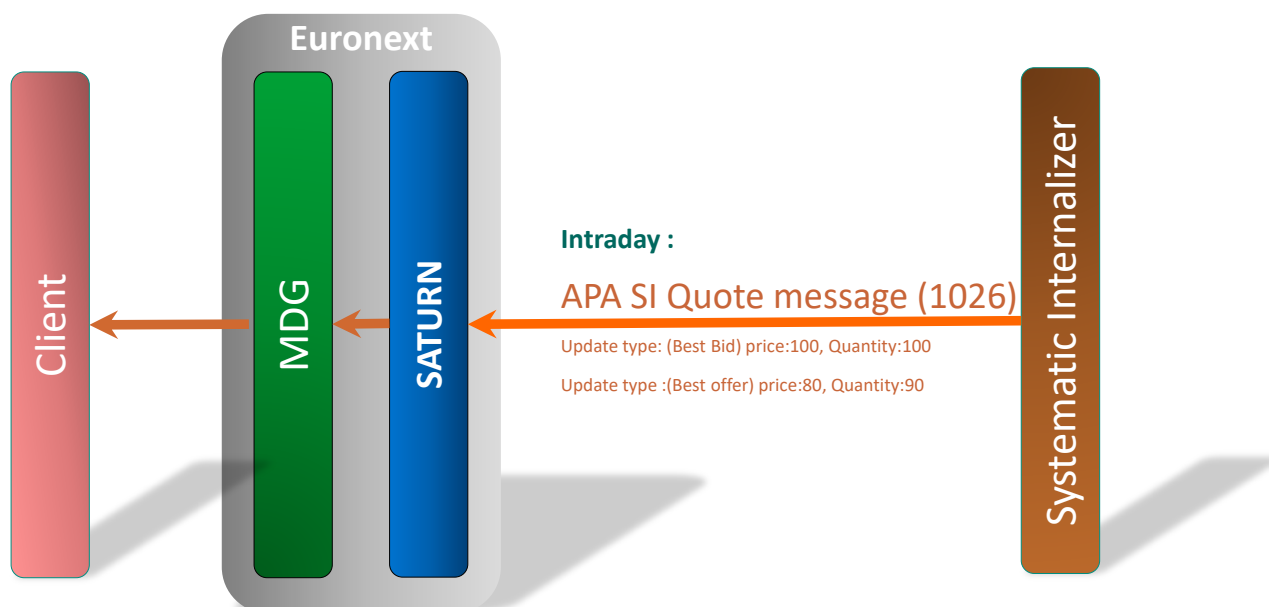 Euronext
Client
MDG
SATURN
Intraday :
APA SI Quote message (1026)
Update type: (Best Bid) price:100, Quantity:100
Update type :(Best offer) price:80, Quantity:90
Systematic Internalizer